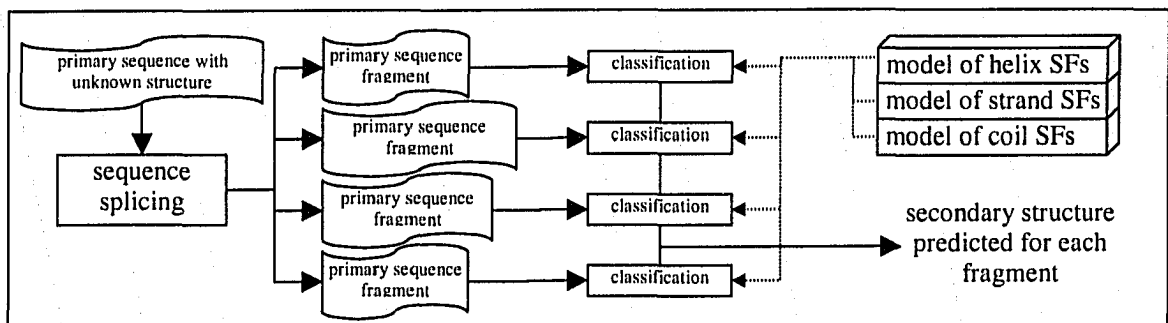 primary sequence with
unknown structure
sequence
splicing
primary sequence
fragment
primary sequence
fragment
primary sequence
fragment
primary sequence
fragment
classification
classification
classification
classification
model of helix SFs
model of strand SFs
model of coil SFs
secondary structure
predicted for each
fragment